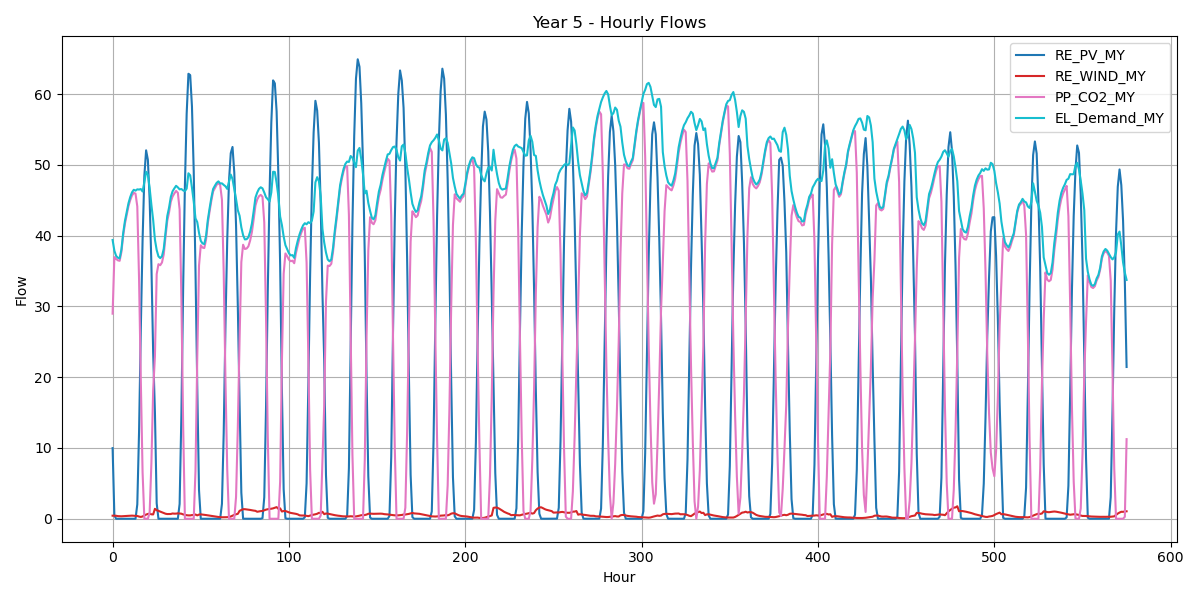 Year 5 - Hourly Flows
Flow
60
50
40
30
20
10
0
RE_PV_MY
RE_WIND_MY
PP_CO2_MY
EL_Demand_MY
0 100 200 300 400 500 600
Hour